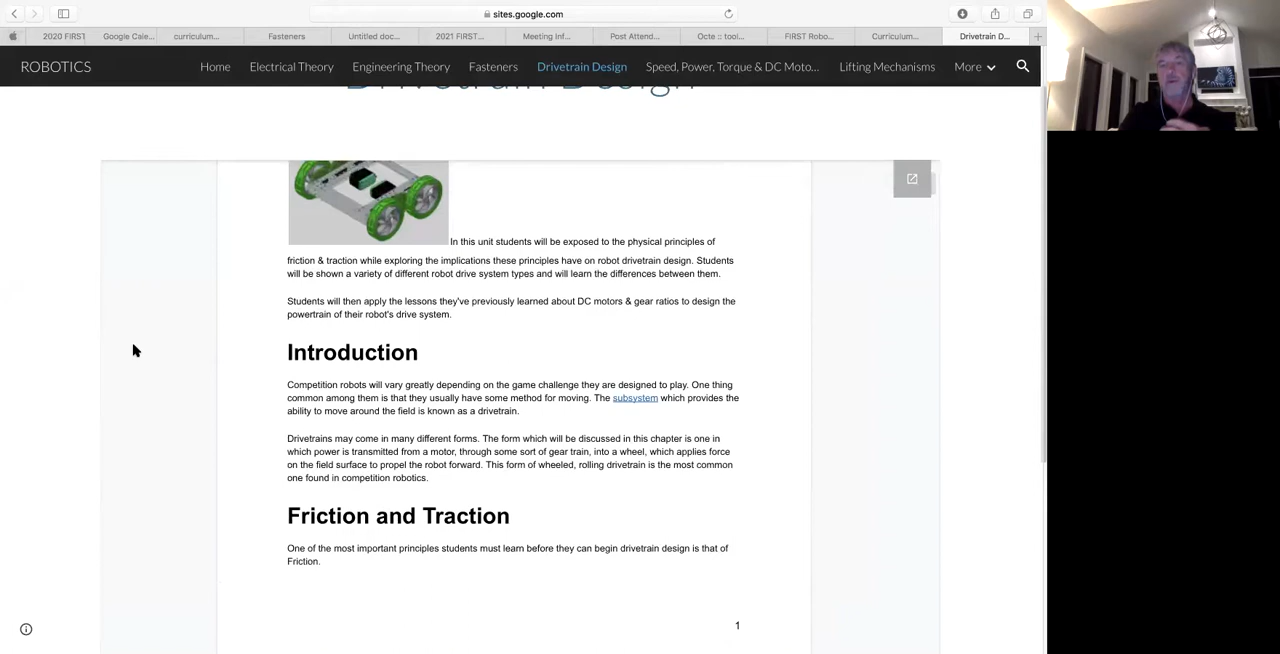 sites.google.com
2020 FIRST
Google Cale...
curriculum...
Fasteners
Untitled doc...
2021 FIRST...
Meeting Inf...
Post Attend...
Octe :: tool...
FIRST Robo...
Curriculum...
Drivetrain D...
ROBOTICS
Home
Electrical Theory
Engineering Theory
Fasteners
Drivetrain Design
Speed, Power, Torque & DC Moto...
Lifting Mechanisms
More
Drivetrain Design
In this unit students will be exposed to the physical principles of
friction & traction while exploring the implications these principles have on robot drivetrain design. Students
will be shown a variety of different robot drive system types and will learn the differences between them.
Students will then apply the lessons they've previously learned about DC motors & gear ratios to design the
powertrain of their robot's drive system.
Introduction
Competition robots will vary greatly depending on the game challenge they are designed to play. One thing
common among them is that they usually have some method for moving. The subsystem which provides the
ability to move around the field is known as a drivetrain.
Drivetrains may come in many different forms. The form which will be discussed in this chapter is one in
which power is transmitted from a motor, through some sort of gear train, into a wheel, which applies force
on the field surface to propel the robot forward. This form of wheeled, rolling drivetrain is the most common
one found in competition robotics.
Friction and Traction
One of the most important principles students must learn before they can begin drivetrain design is that of
Friction.
1